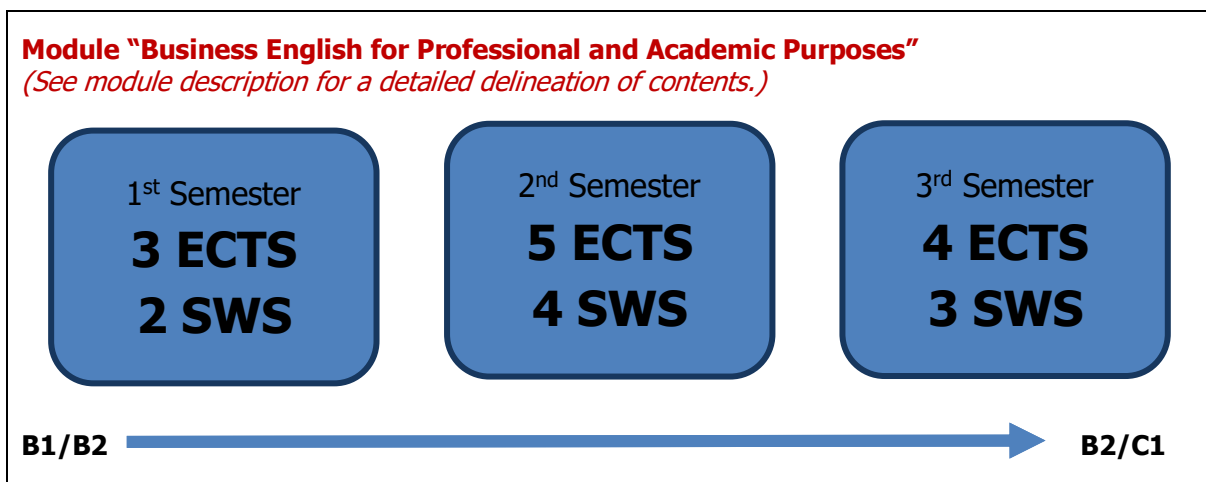 Module “Business English for Professional and Academic Purposes”
(See module description for a detailed delineation of contents.)
1st Semester
3 ECTS
2 SWS
2nd Semester
5 ECTS
4 SWS
3rd Semester
4 ECTS
3 SWS
B1/B2
B2/C1